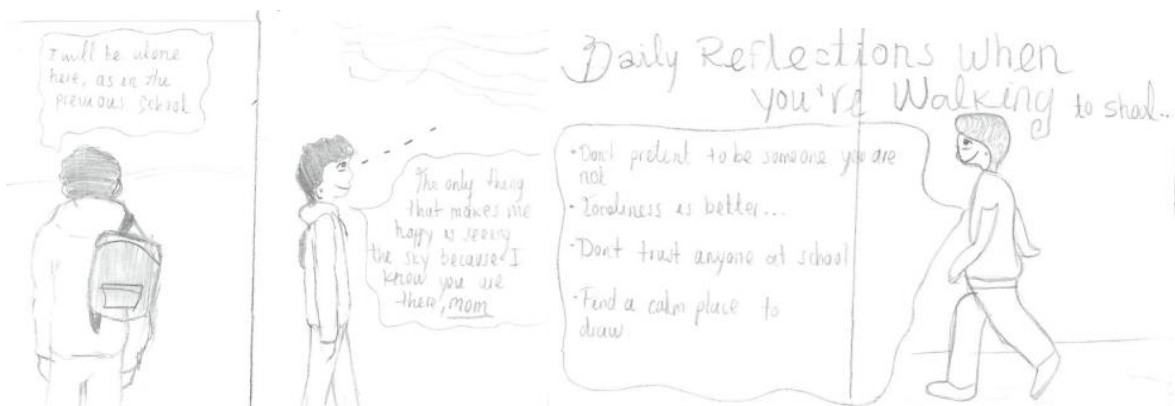 I will be alone
here, as in the
previous school
The only thing
that makes me
happy is seeing
the sky because I
know you are
there, mom
Daily Reflections When
you're Walking to shool..
• Don't pretent to be someone you are
not
• Loneliness is better...
• Don't trust anyone at school
• Find a calm place to
draw